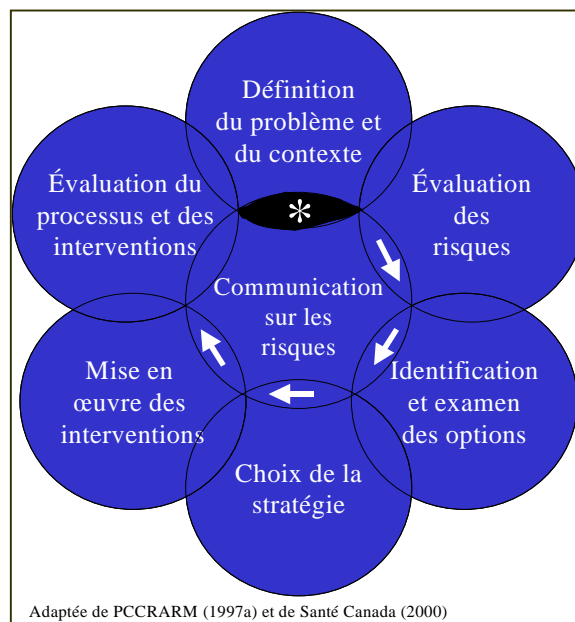 Définition
du problème et
du contexte
Évaluation du
processus et des
interventions
*
Évaluation
des
risques
Communication
sur les
risques
Mise en
œuvre des
interventions
Identification
et examen
des options
Choix de la
stratégie
Adaptée de PCCRARM (1997a) et de Santé Canada (2000)